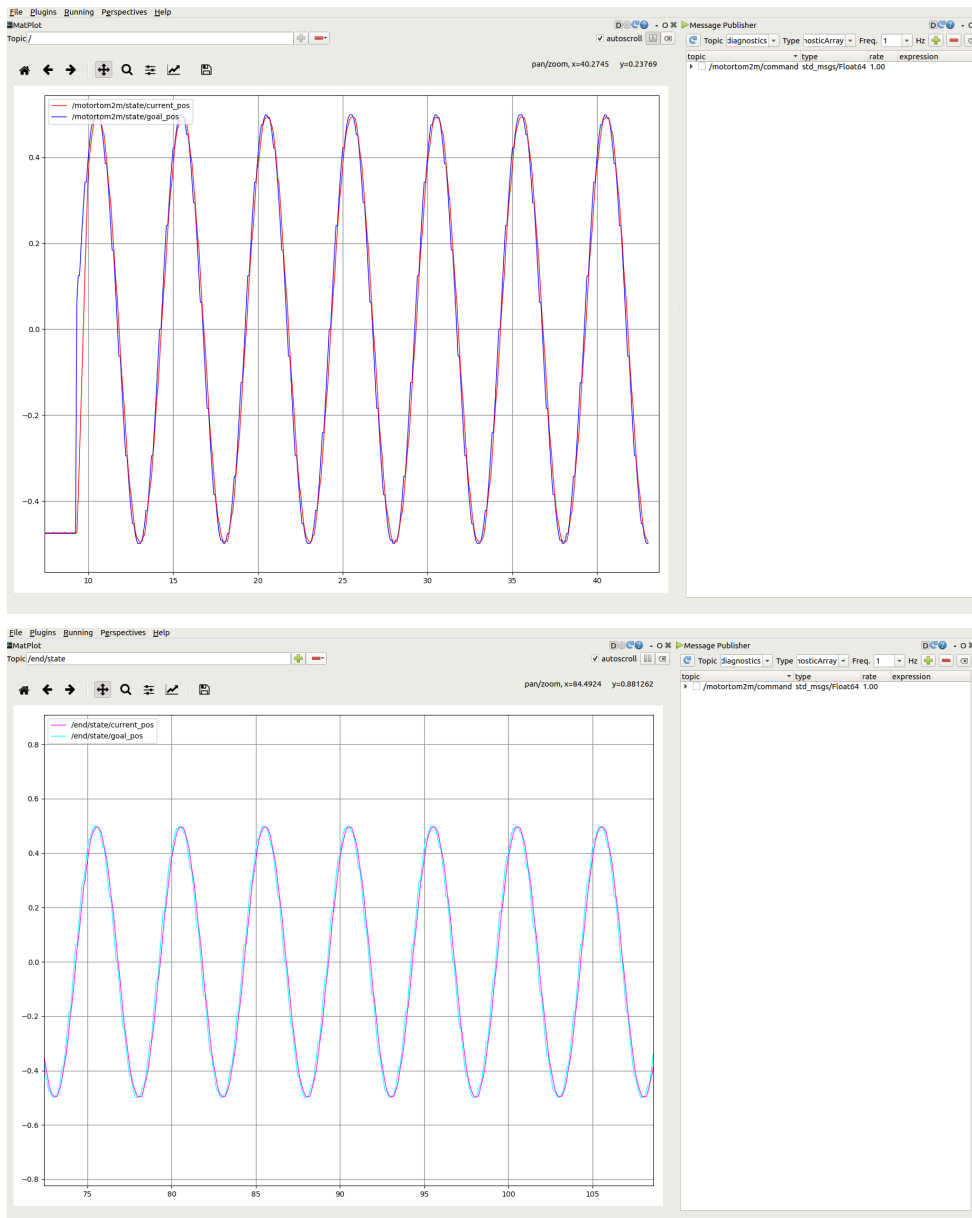 File Plugins Running Perspectives Help
MatPlot D - O ✖ Message Publisher D - O
Topic / autoscroll Topic diagnostics Type nosticArray Freq. 1 Hz
topic type rate expression
/motortom2m/command std_msgs/Float64 1.00
pan/zoom, x=40.2745 y=0.23769
/motortom2m/state/current_pos
/motortom2m/state/goal_pos
0.4
0.2
0.0
−0.2
−0.4
10 15 20 25 30 35 40
File Plugins Running Perspectives Help
MatPlot D - O ✖ Message Publisher D - O
Topic /end/state autoscroll Topic diagnostics Type nosticArray Freq. 1 Hz
topic type rate expression
/motortom2m/command std_msgs/Float64 1.00
pan/zoom, x=84.4924 y=0.881262
/end/state/current_pos
/end/state/goal_pos
0.8
0.6
0.4
0.2
0.0
−0.2
−0.4
−0.6
−0.8
75 80 85 90 95 100 105